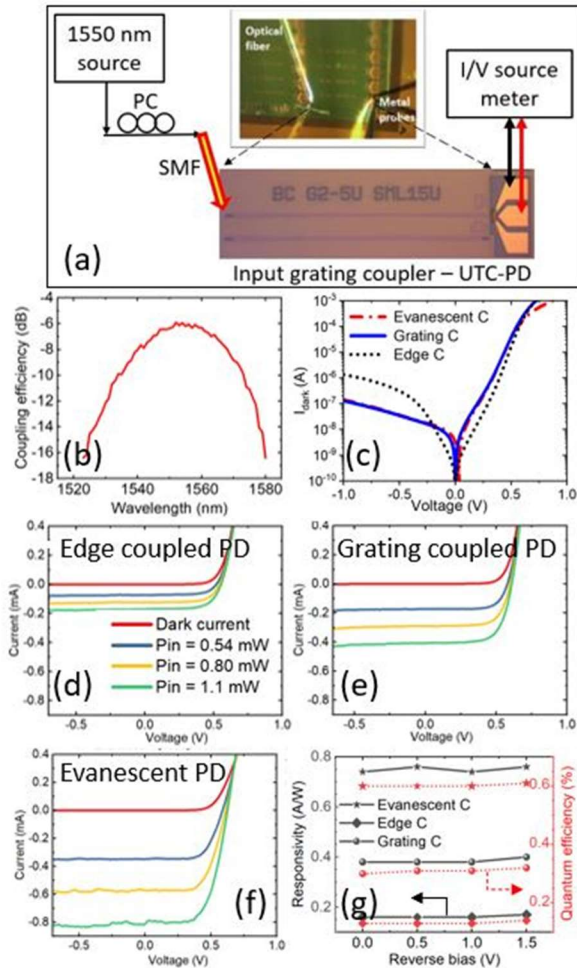 1550 nm
source
PC
SMF
Optical
fiber
Metal
probes
I/V source
meter
BC G2-5U SML15U
(a)
Input grating coupler – UTC-PD
Coupling efficiency (dB)
-4
-6
-8
-10
-12
-14
-16
-18
(b)
1520 1540 1560 1580
Wavelength (nm)
I_dark (A)
10^-3
10^-4
10^-5
10^-6
10^-7
10^-8
10^-9
10^-10
Evanescent C
Grating C
Edge C
(c)
-1.0 -0.5 0.0 0.5 1.0
Voltage (V)
Edge coupled PD
Current (mA)
0.4
0.2
0.0
-0.2
-0.4
-0.6
-0.8
Dark current
Pin = 0.54 mW
Pin = 0.80 mW
Pin = 1.1 mW
(d)
-0.5 0.0 0.5 1.0
Voltage (V)
Grating coupled PD
Current (mA)
0.4
0.2
0.0
-0.2
-0.4
-0.6
-0.8
(e)
-0.5 0.0 0.5 1.0
Voltage (V)
Evanescent PD
Current (mA)
0.4
0.2
0.0
-0.2
-0.4
-0.6
-0.8
(f)
-0.5 0.0 0.5 1.0
Voltage (V)
Responsivity (A/W)
0.8
0.6
0.4
0.2
Evanescent C
Edge C
Grating C
(g)
0.0 0.5 1.0 1.5
Reverse bias (V)
0.6
0.2
Quantum efficiency (%)